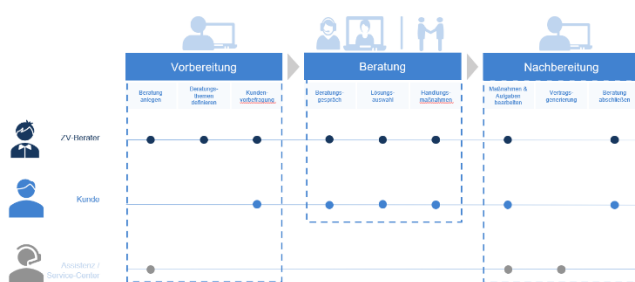 Vorbereitung
Beratung
Nachbereitung
Beratung
anlegen
Beratungs-
themen
definieren
Kunden-
vorbefragung
Beratungs-
gespräch
Lösungs-
auswahl
Handlungs-
maßnahmen
Maßnahmen &
Aufgaben
bearbeiten
Vertrags-
generierung
Beratung
abschließen
ZV-Berater
Kunde
Assistenz /
Service-Center